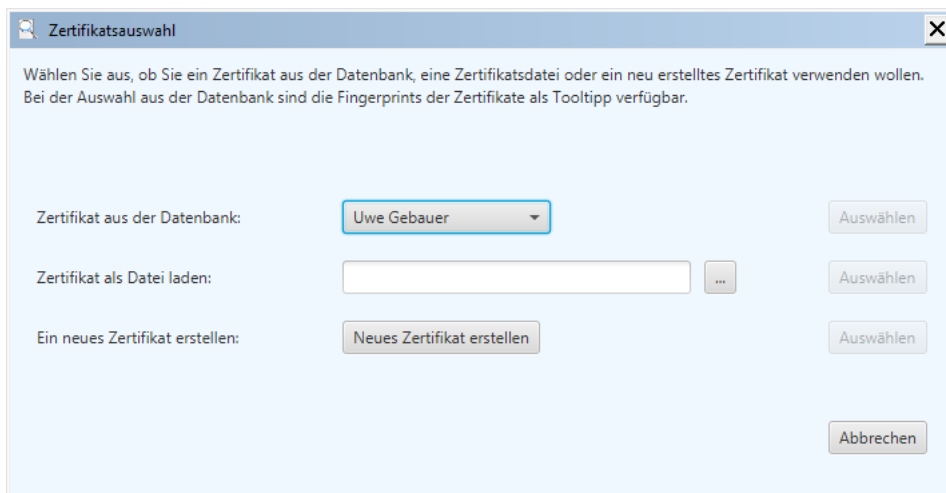 Zertifikatsauswahl
Wählen Sie aus, ob Sie ein Zertifikat aus der Datenbank, eine Zertifikatsdatei oder ein neu erstelltes Zertifikat verwenden wollen.
Bei der Auswahl aus der Datenbank sind die Fingerprints der Zertifikate als Tooltipp verfügbar.
Zertifikat aus der Datenbank: Uwe Gebauer Auswählen
Zertifikat als Datei laden: ... Auswählen
Ein neues Zertifikat erstellen: Neues Zertifikat erstellen Auswählen
Abbrechen